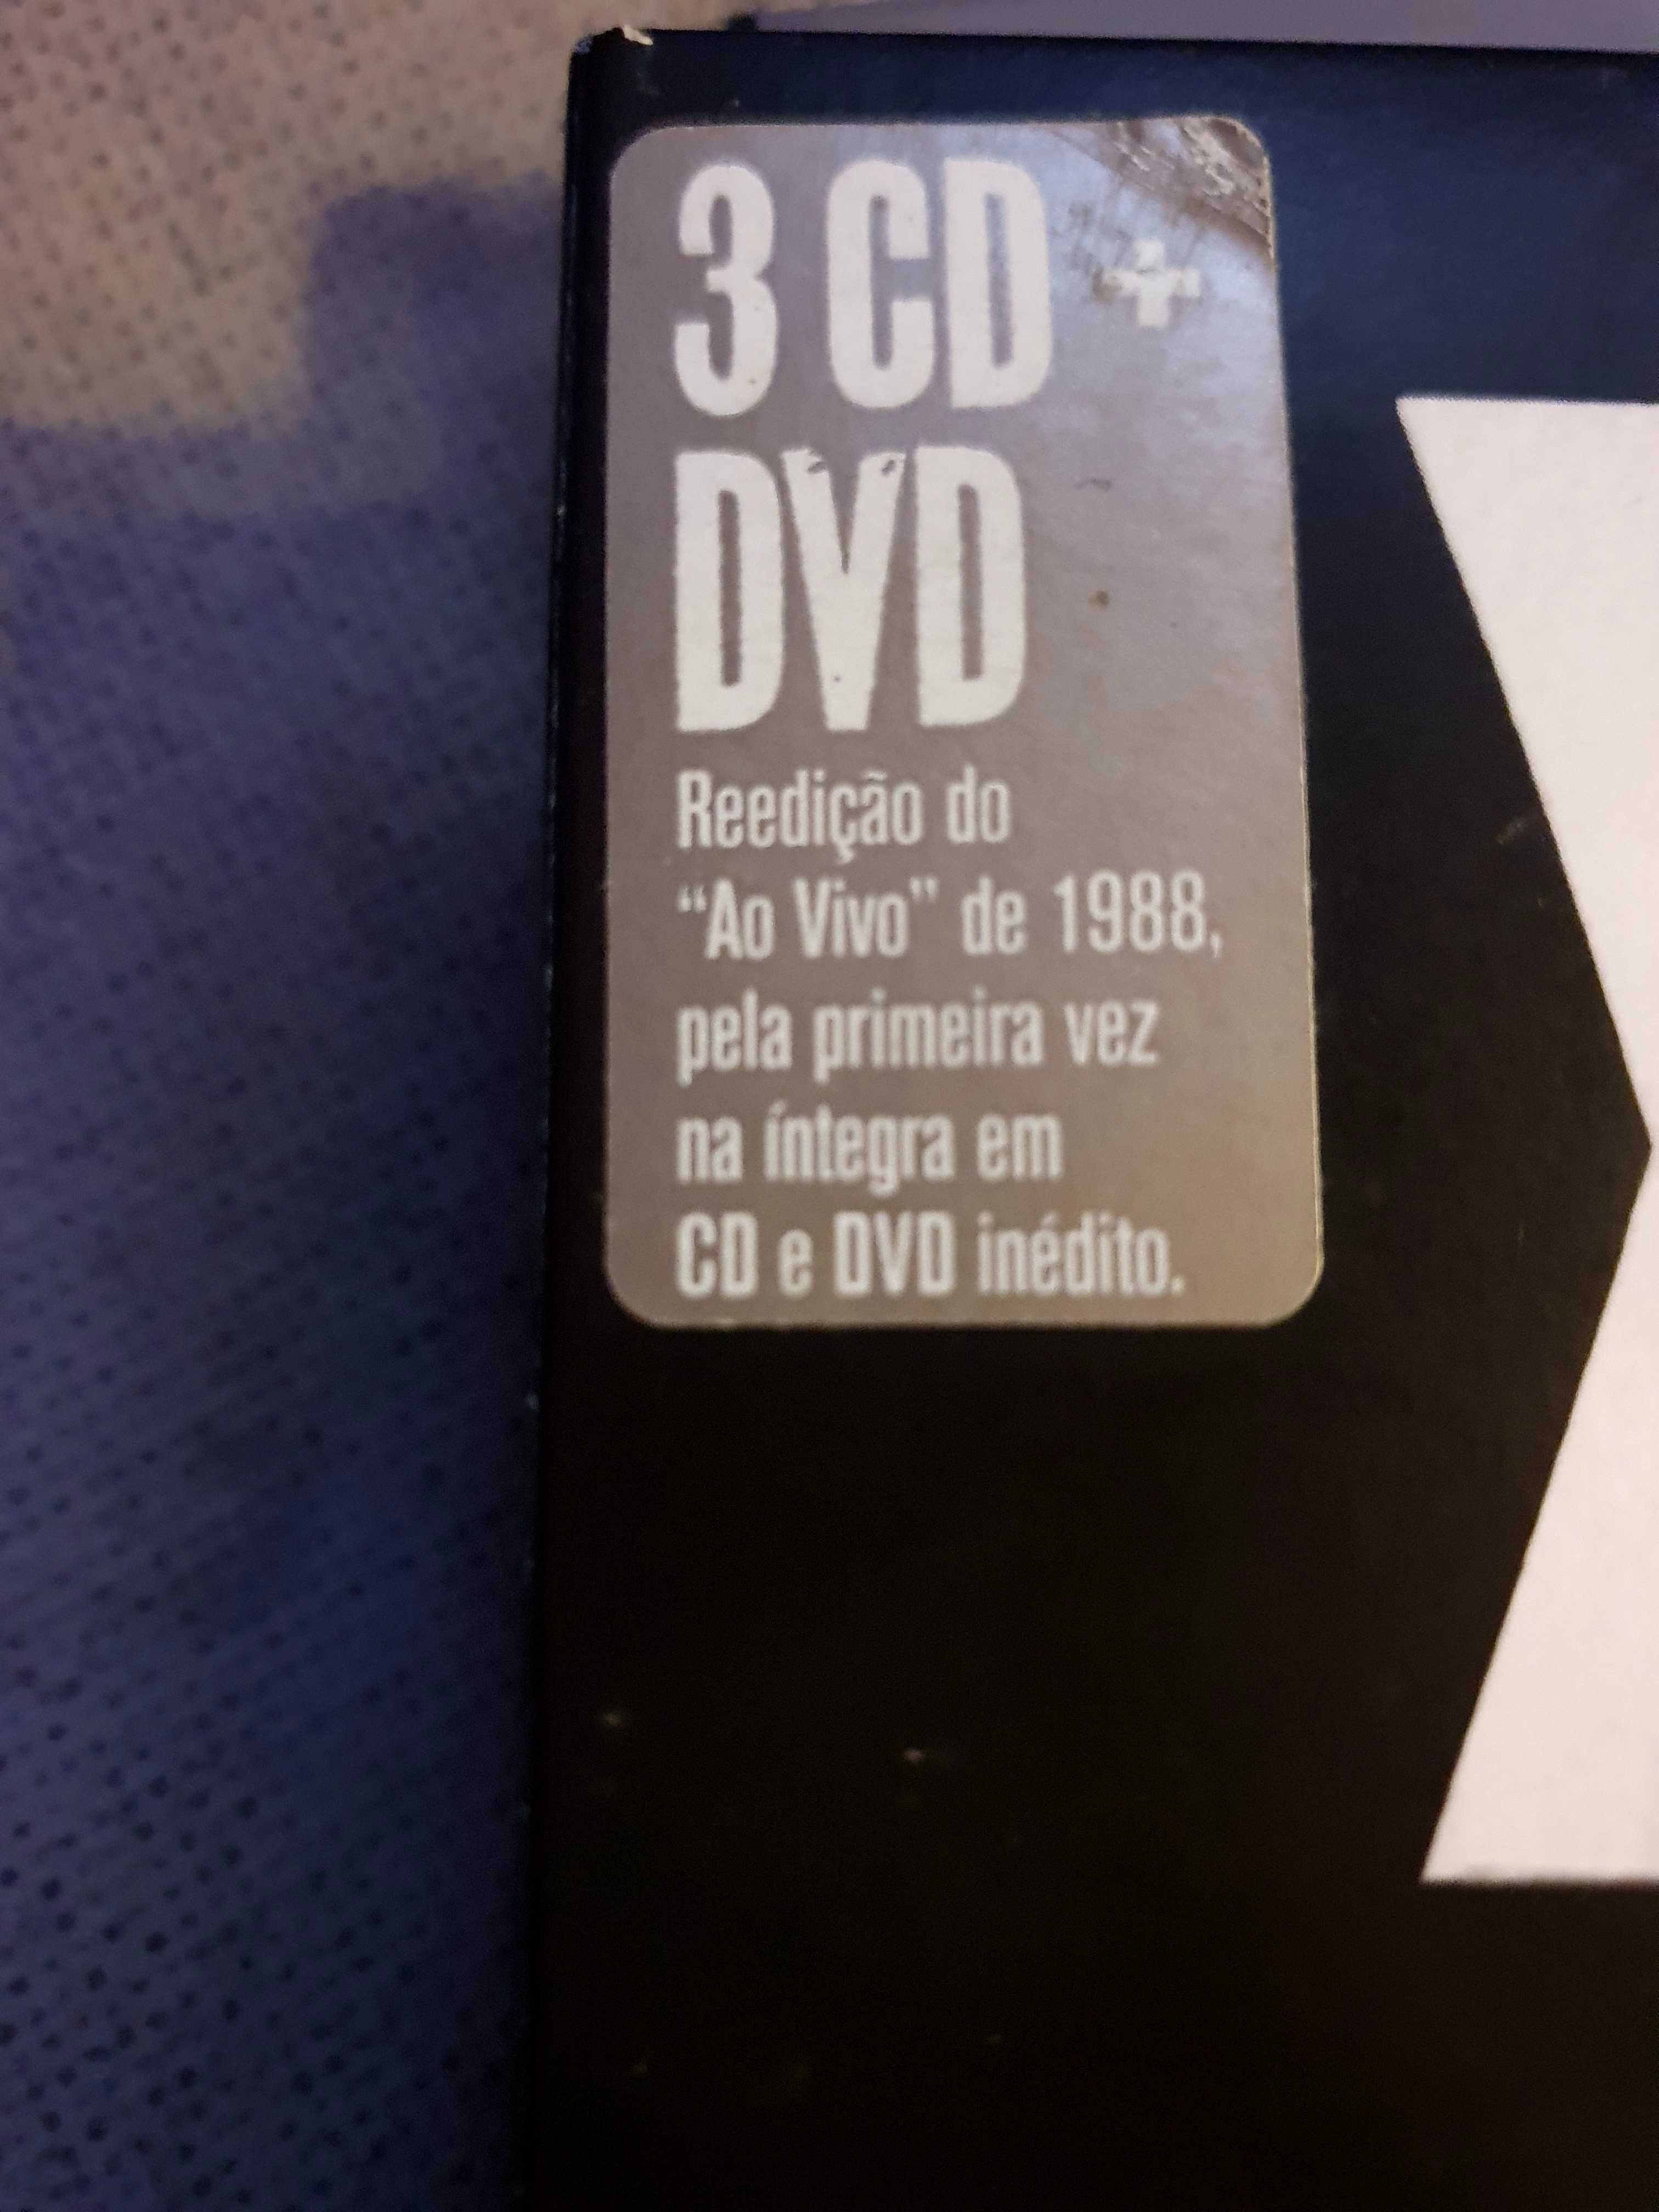 3 CD +
DVD
Reedição do
“Ao Vivo” de 1988,
pela primeira vez
na íntegra em
CD e DVD inédito.